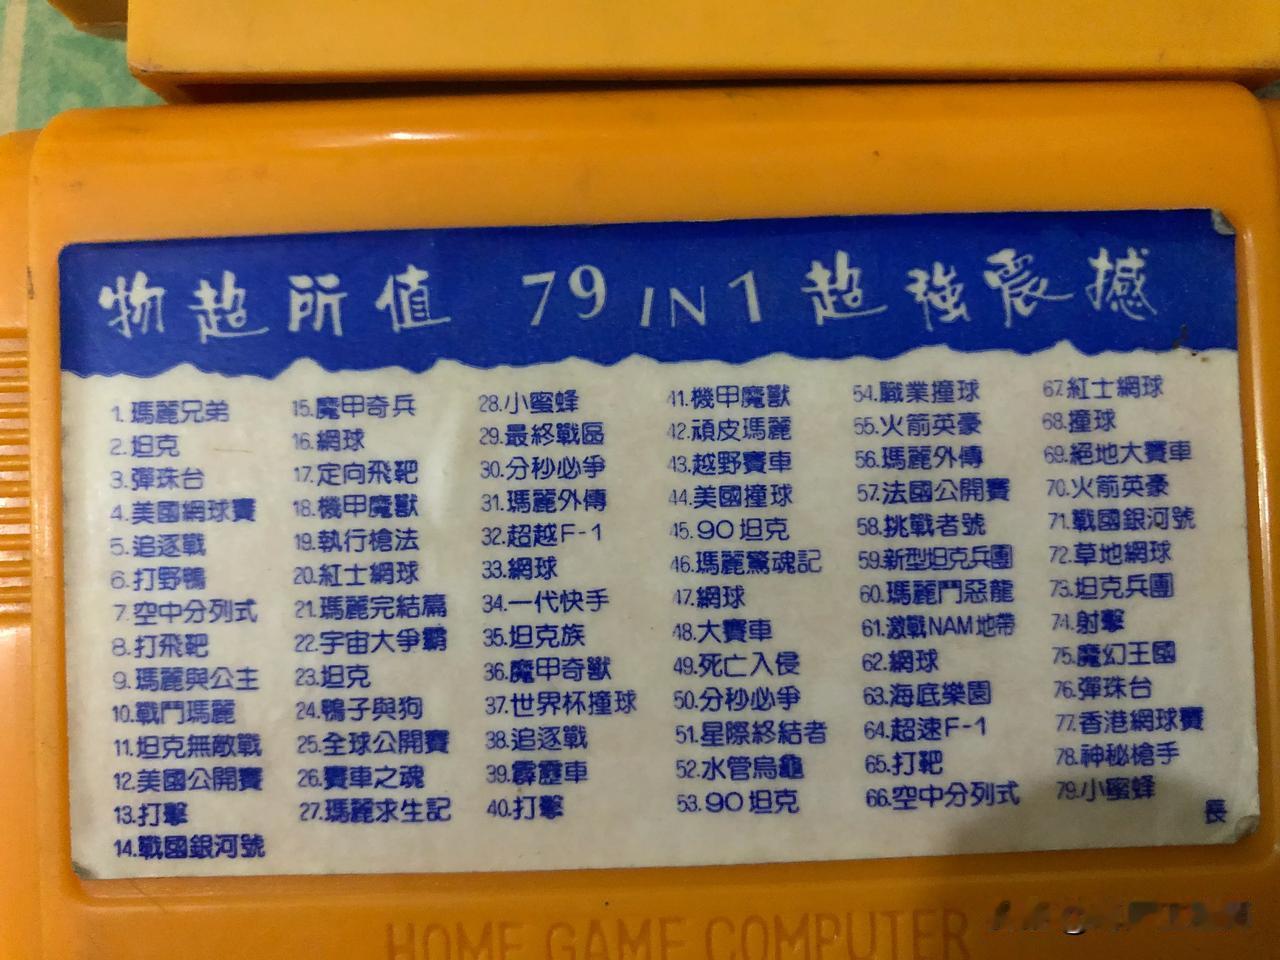 物超所值 79 IN 1 超強震撼
1.瑪麗兄弟
2.坦克
3.彈珠台
4.美國網球賽
5.追逐戰
6.打野鴨
7.空中分列式
8.打飛靶
9.瑪麗與公主
10.戰鬥瑪麗
11.坦克無敵戰
12.美國公開賽
13.打擊
14.戰國銀河號
15.魔甲奇兵
16.網球
17.定向飛靶
18.機甲魔獸
19.執行槍法
20.紅士網球
21.瑪麗完結篇
22.宇宙大爭霸
23.坦克
24.鴨子與狗
25.全球公開賽
26.賽車之魂
27.瑪麗求生記
28.小蜜蜂
29.最終戰區
30.分秒必爭
31.瑪麗外傳
32.超越F-1
33.網球
34.一代快手
35.坦克族
36.魔甲奇獸
37.世界杯撞球
38.追逐戰
39.霹靂車
40.打擊
41.機甲魔獸
42.頑皮瑪麗
43.越野賽車
44.美國撞球
45.90坦克
46.瑪麗驚魂記
47.網球
48.大賽車
49.死亡入侵
50.分秒必爭
51.星際終結者
52.水管烏龜
53.90坦克
54.職業撞球
55.火箭英豪
56.瑪麗外傳
57.法國公開賽
58.挑戰者號
59.新型坦克兵團
60.瑪麗鬥惡龍
61.激戰NAM地帶
62.網球
63.海底樂園
64.超速F-1
65.打靶
66.空中分列式
67.紅士網球
68.撞球
69.絕地大賽車
70.火箭英豪
71.戰國銀河號
72.草地網球
73.坦克兵團
74.射擊
75.魔幻王國
76.彈珠台
77.香港網球賽
78.神秘槍手
79.小蜜蜂
長
HOME GAME COMPUTER